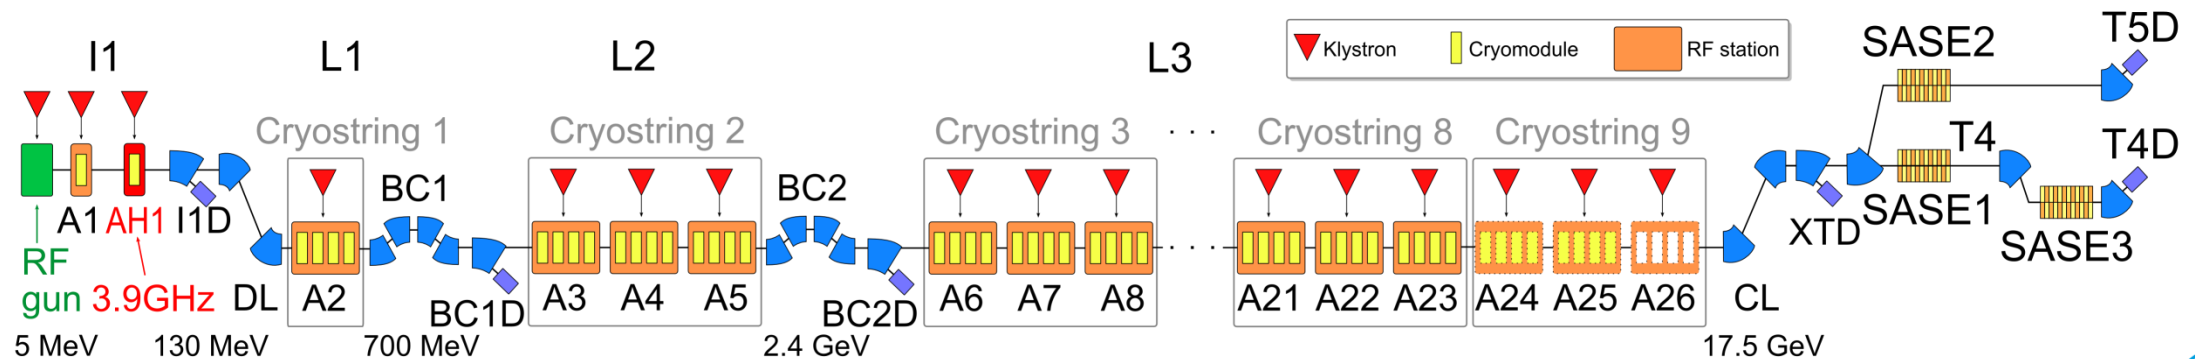 I1
L1
L2
L3
Klystron
Cryomodule
RF station
SASE2
T5D
Cryostring 1
Cryostring 2
Cryostring 3
. . .
Cryostring 8
Cryostring 9
T4
T4D
A1
AH1
I1D
BC1
BC2
SASE1
XTD
SASE3
RF
gun
3.9GHz
DL
A2
BC1D
A3
A4
A5
BC2D
A6
A7
A8
. . .
A21
A22
A23
A24
A25
A26
CL
5 MeV
130 MeV
700 MeV
2.4 GeV
17.5 GeV